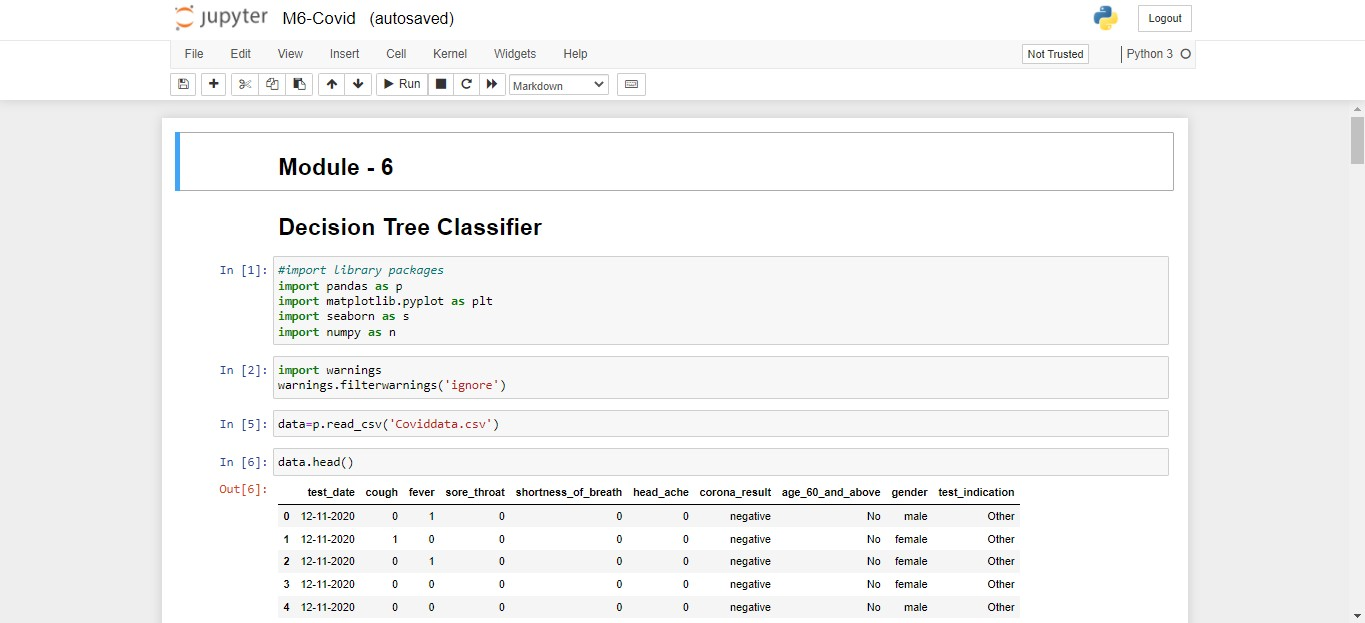 jupyter M6-Covid (autosaved) Logout
File Edit View Insert Cell Kernel Widgets Help Not Trusted Python 3
Run Markdown
Module - 6
Decision Tree Classifier
In [1]: #import library packages
import pandas as p
import matplotlib.pyplot as plt
import seaborn as s
import numpy as n
In [2]: import warnings
warnings.filterwarnings('ignore')
In [5]: data=p.read_csv('Coviddata.csv')
In [6]: data.head()
Out[6]:
test_date cough fever sore_throat shortness_of_breath head_ache corona_result age_60_and_above gender test_indication
0 12-11-2020 0 1 0 0 0 negative No male Other
1 12-11-2020 1 0 0 0 0 negative No female Other
2 12-11-2020 0 1 0 0 0 negative No female Other
3 12-11-2020 0 0 0 0 0 negative No female Other
4 12-11-2020 0 0 0 0 0 negative No male Other